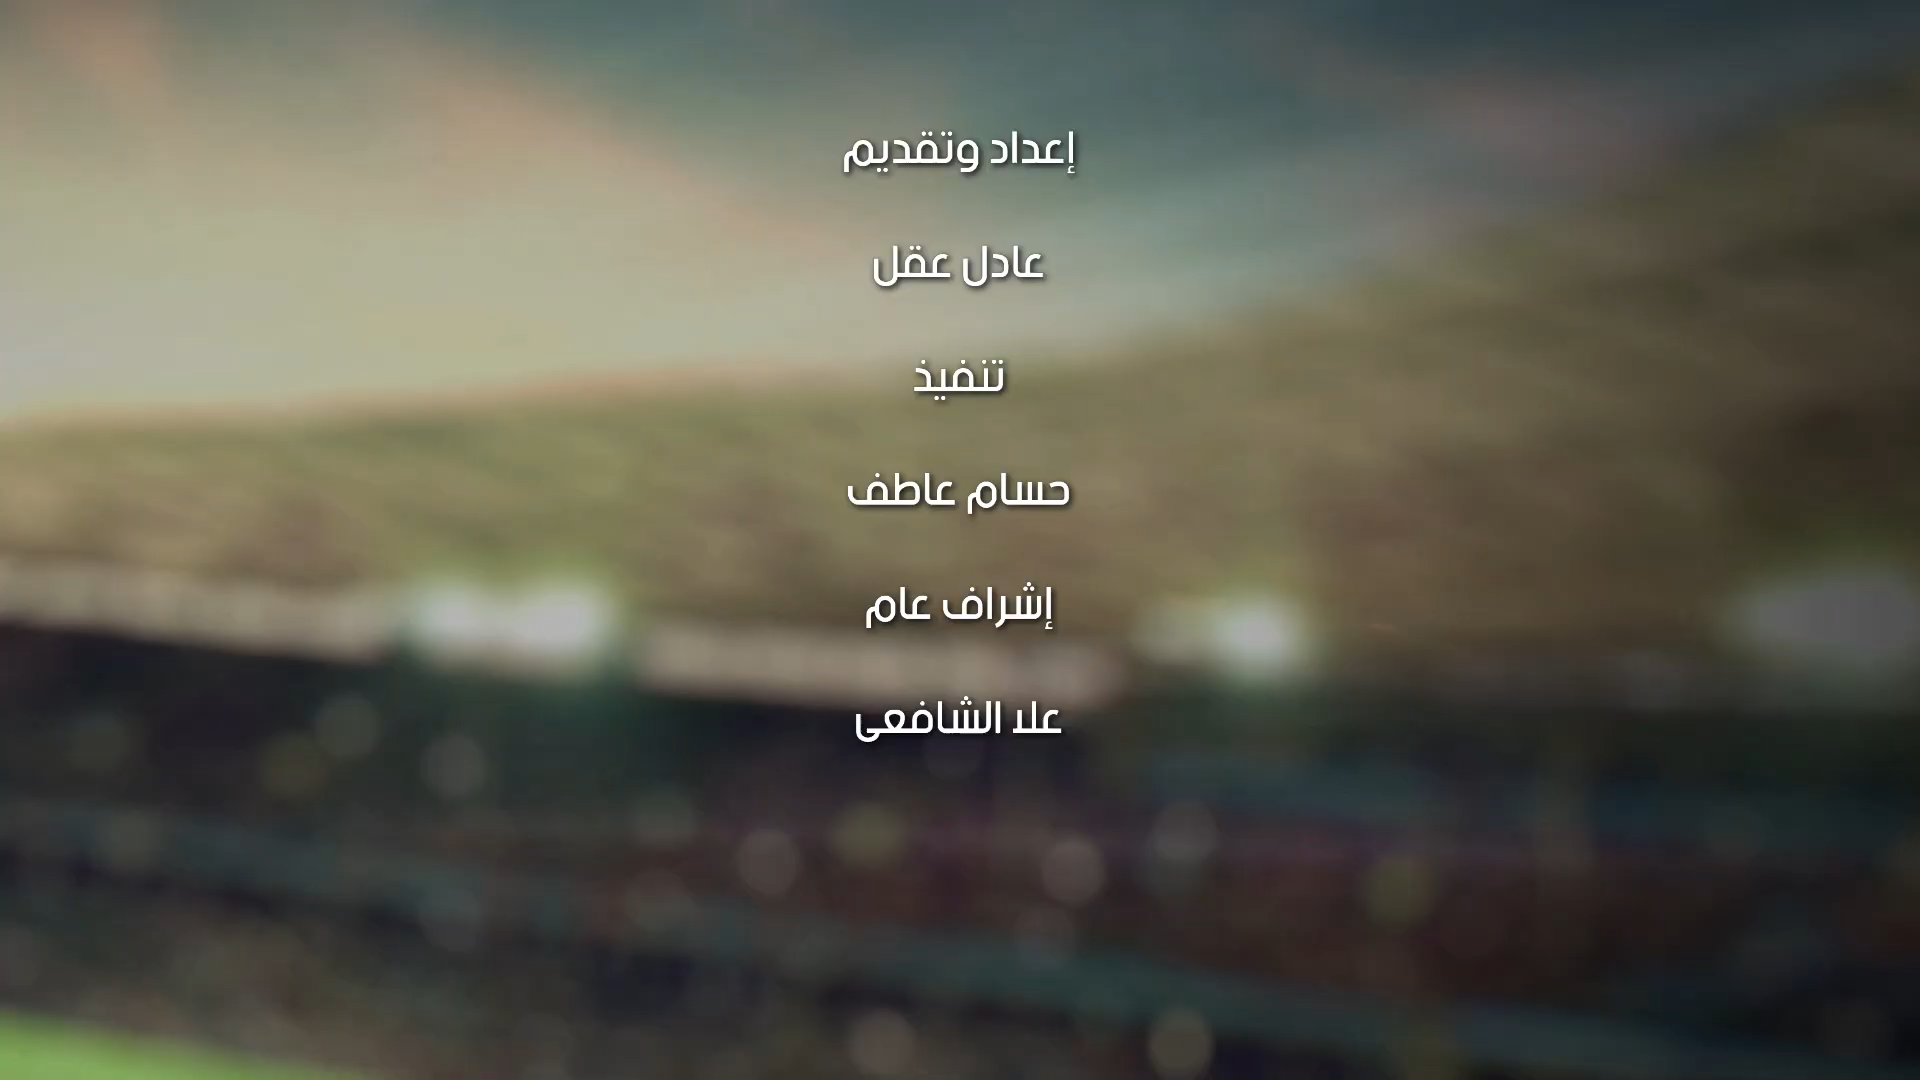 إعداد وتقديم
عادل عقل
تنفيذ
حسام عاطف
إشراف عام
علا الشافعى